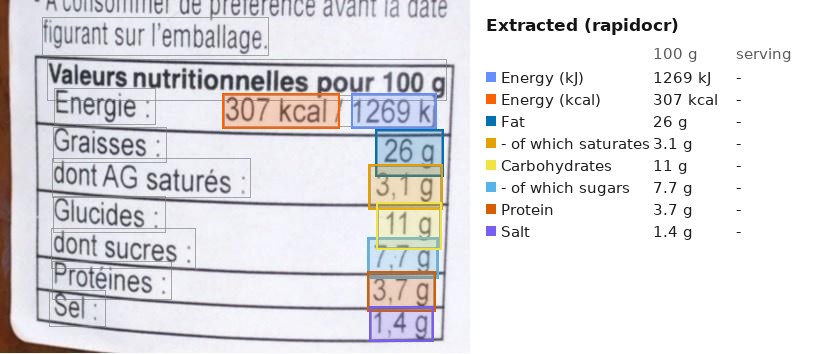 - A consommer de préférence avant la date
figurant sur l'emballage.
Valeurs nutritionnelles pour 100 g
Energie : 307 kcal / 1269 kj
Graisses : 26 g
dont AG saturés : 3,1 g
Glucides : 11 g
dont sucres : 7,7 g
Protéines : 3,7 g
Sel : 1,4 g
Extracted (rapidocr)
100 g serving
Energy (kJ) 1269 kJ -
Energy (kcal) 307 kcal -
Fat 26 g -
- of which saturates 3.1 g -
Carbohydrates 11 g -
- of which sugars 7.7 g -
Protein 3.7 g -
Salt 1.4 g -